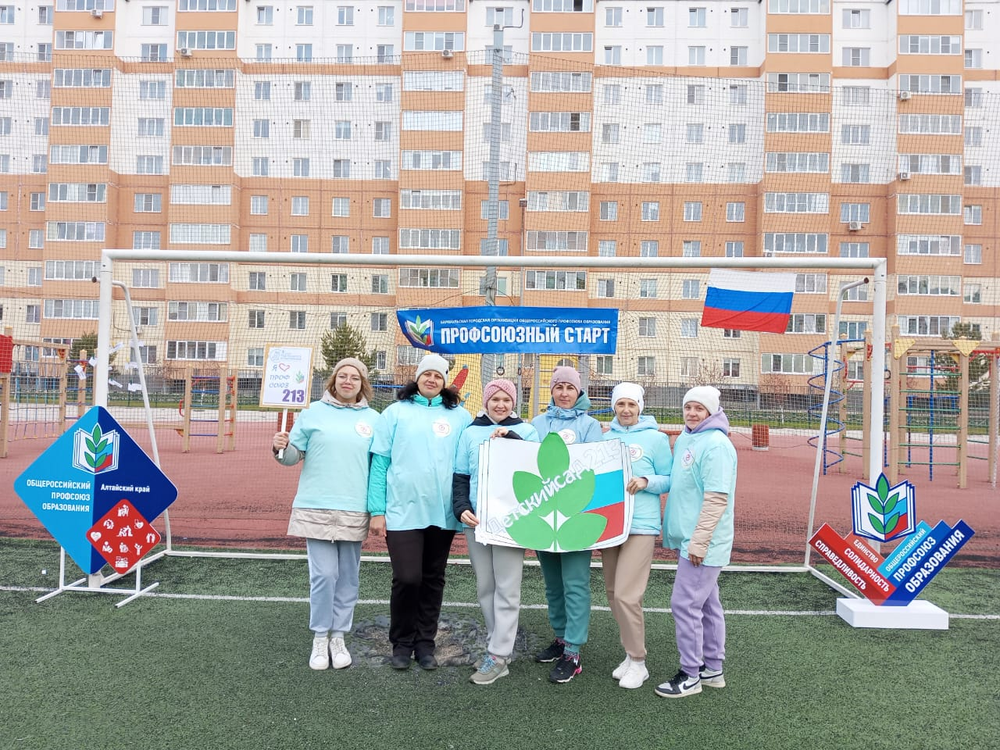 БАРНАУЛЬСКАЯ ГОРОДСКАЯ ОРГАНИЗАЦИЯ ОБЩЕРОССИЙСКОГО ПРОФСОЮЗА ОБРАЗОВАНИЯ
ПРОФСОЮЗНЫЙ СТАРТ
Я
ПРОФ
СОЮЗ
213
Детскийсад 213
ОБЩЕРОССИЙСКИЙ
ПРОФСОЮЗ
ОБРАЗОВАНИЯ
Алтайский край
СПРАВЕДЛИВОСТЬ
СОЛИДАРНОСТЬ
ЕДИНСТВО
ОБЩЕРОССИЙСКИЙ
ПРОФСОЮЗ
ОБРАЗОВАНИЯ